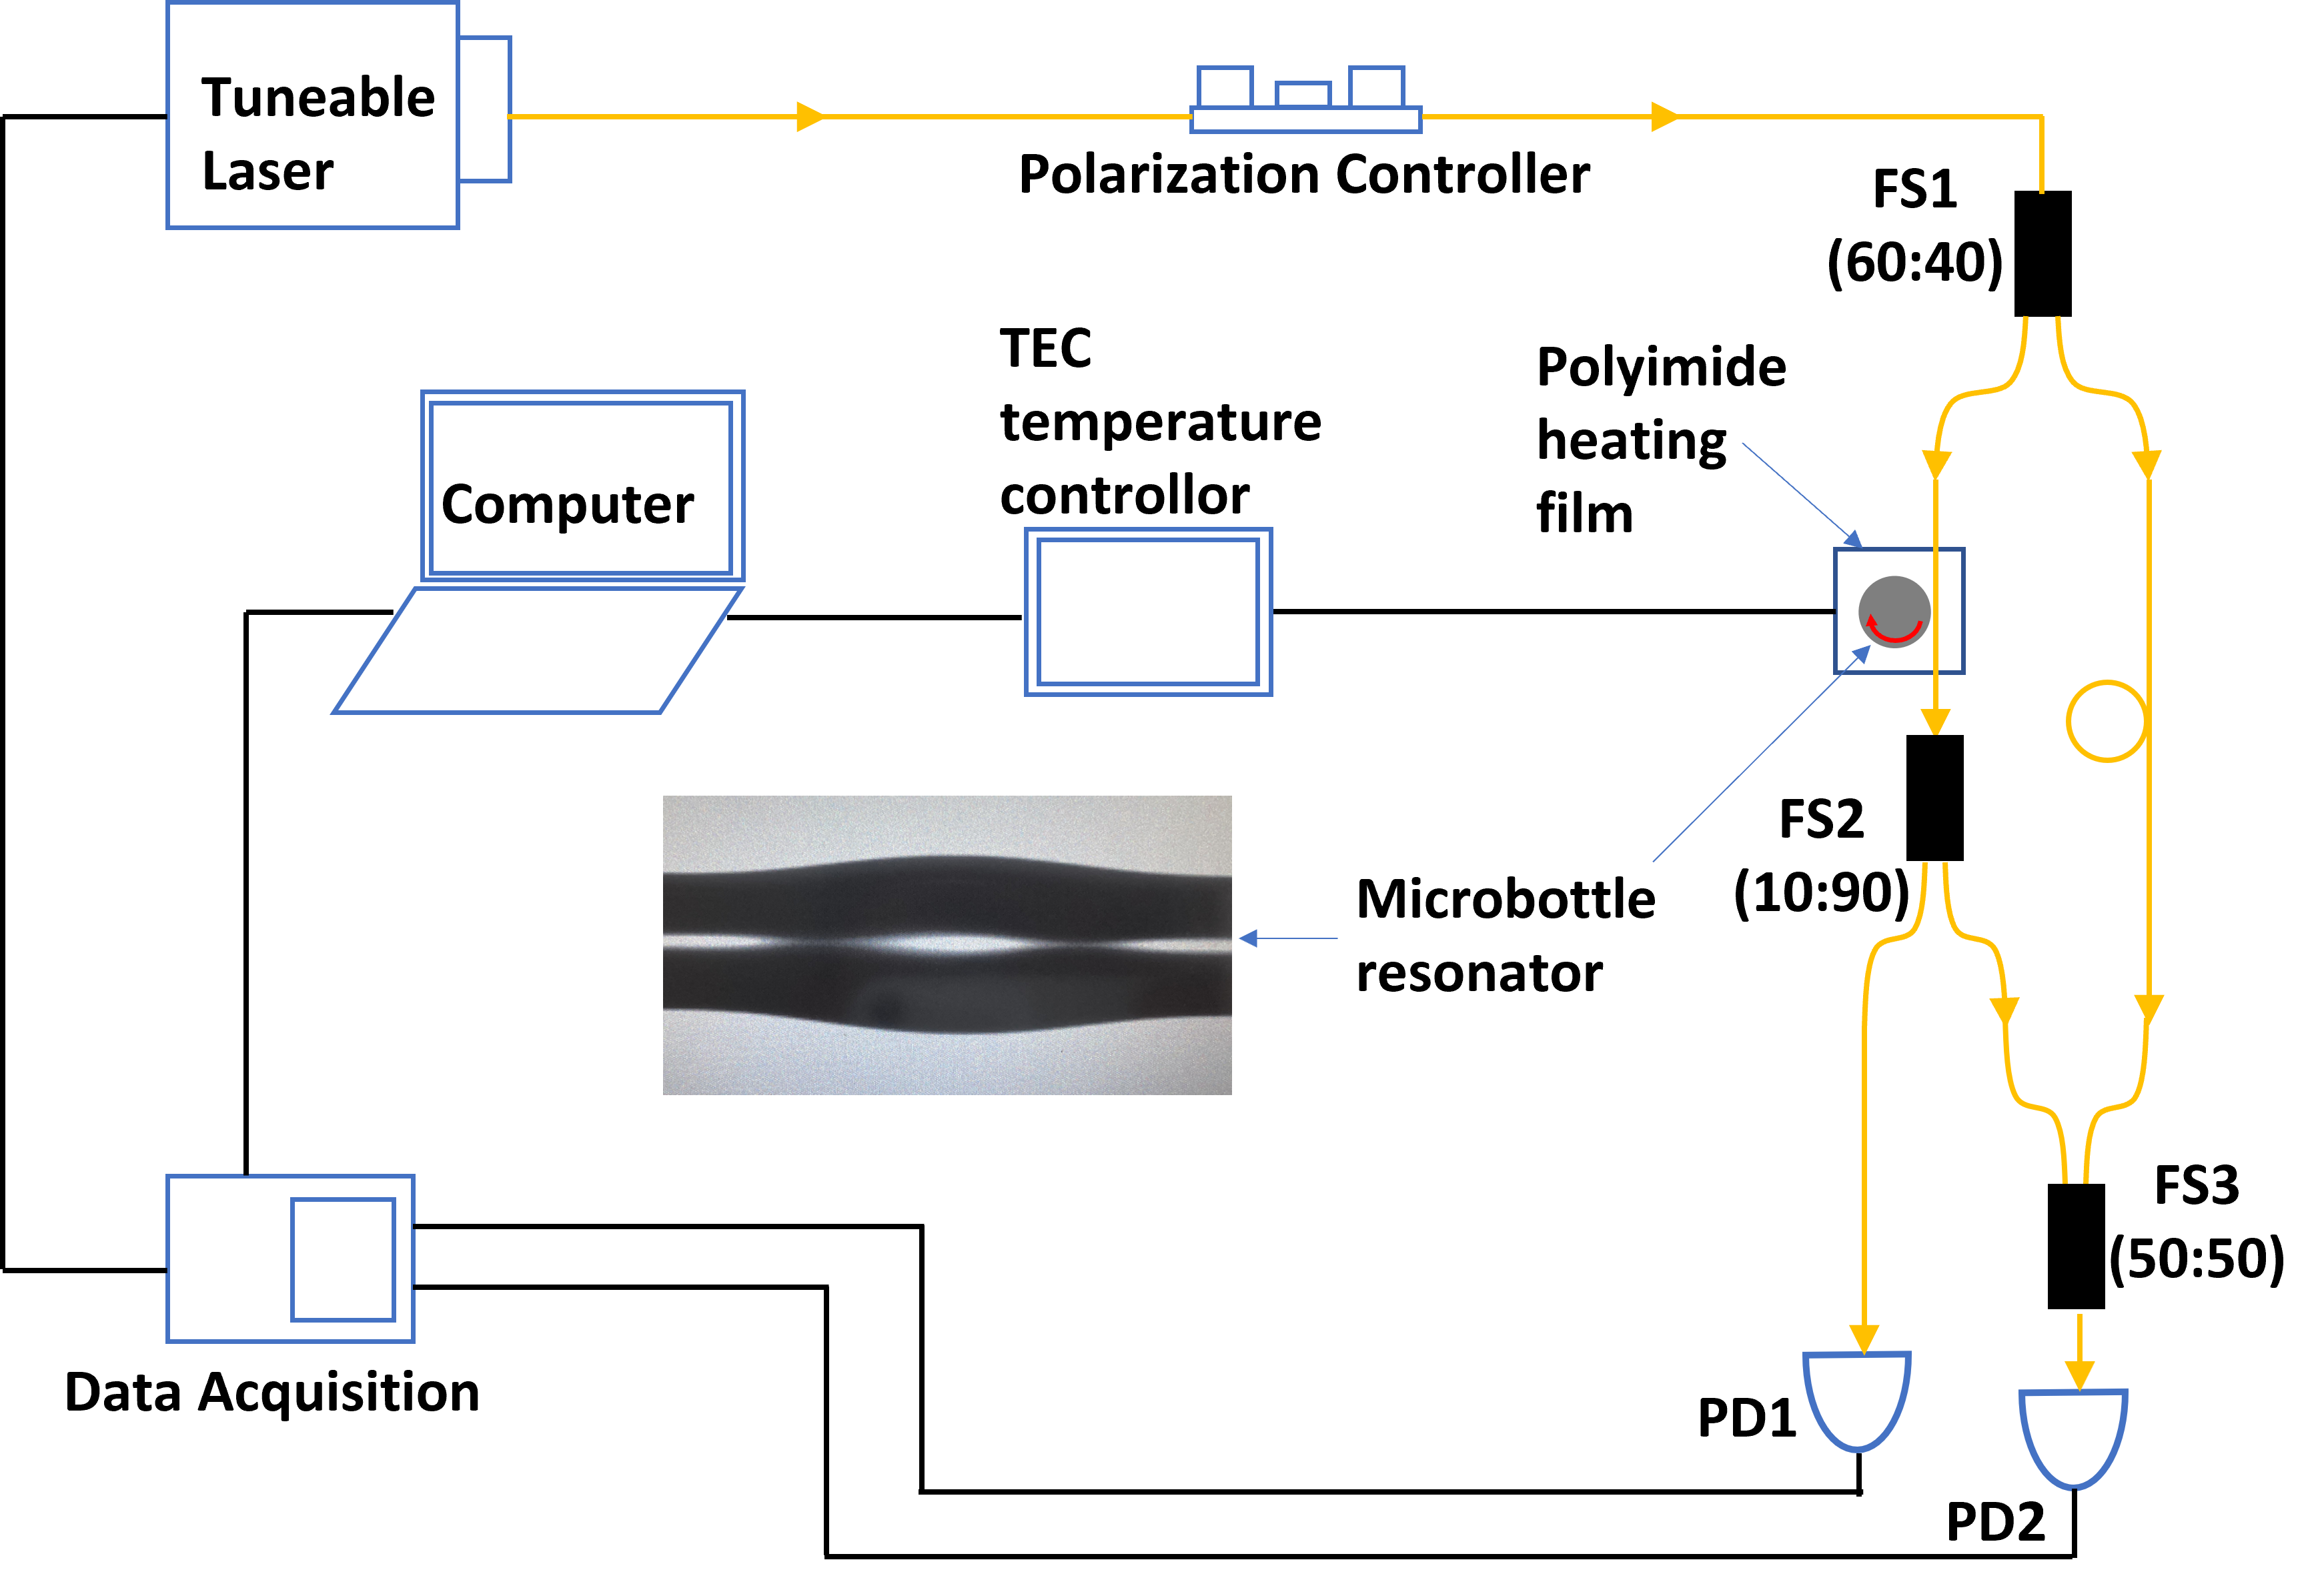 Tuneable
Laser
Polarization Controller
FS1
(60:40)
TEC
temperature
controllor
Polyimide
heating
film
Computer
FS2
(10:90)
Microbottle
resonator
FS3
(50:50)
Data Acquisition
PD1
PD2